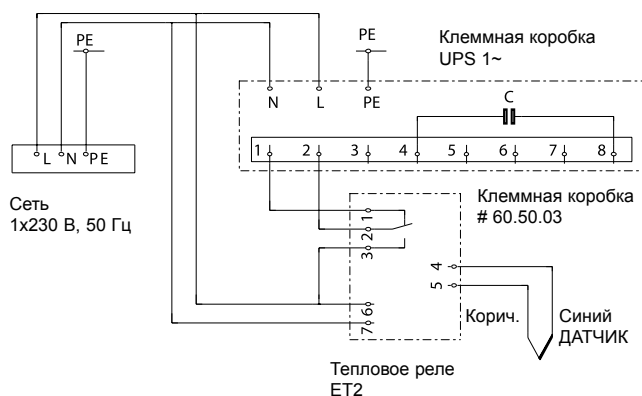 PE
PE
Клеммная коробка
UPS 1~
N L PE
C
L N PE
1 2 3 4 5 6 7 8
Сеть
1x230 В, 50 Гц
Клеммная коробка
# 60.50.03
1
2
3
4
5
6
7
Корич.
Синий
ДАТЧИК
Тепловое реле
ET2